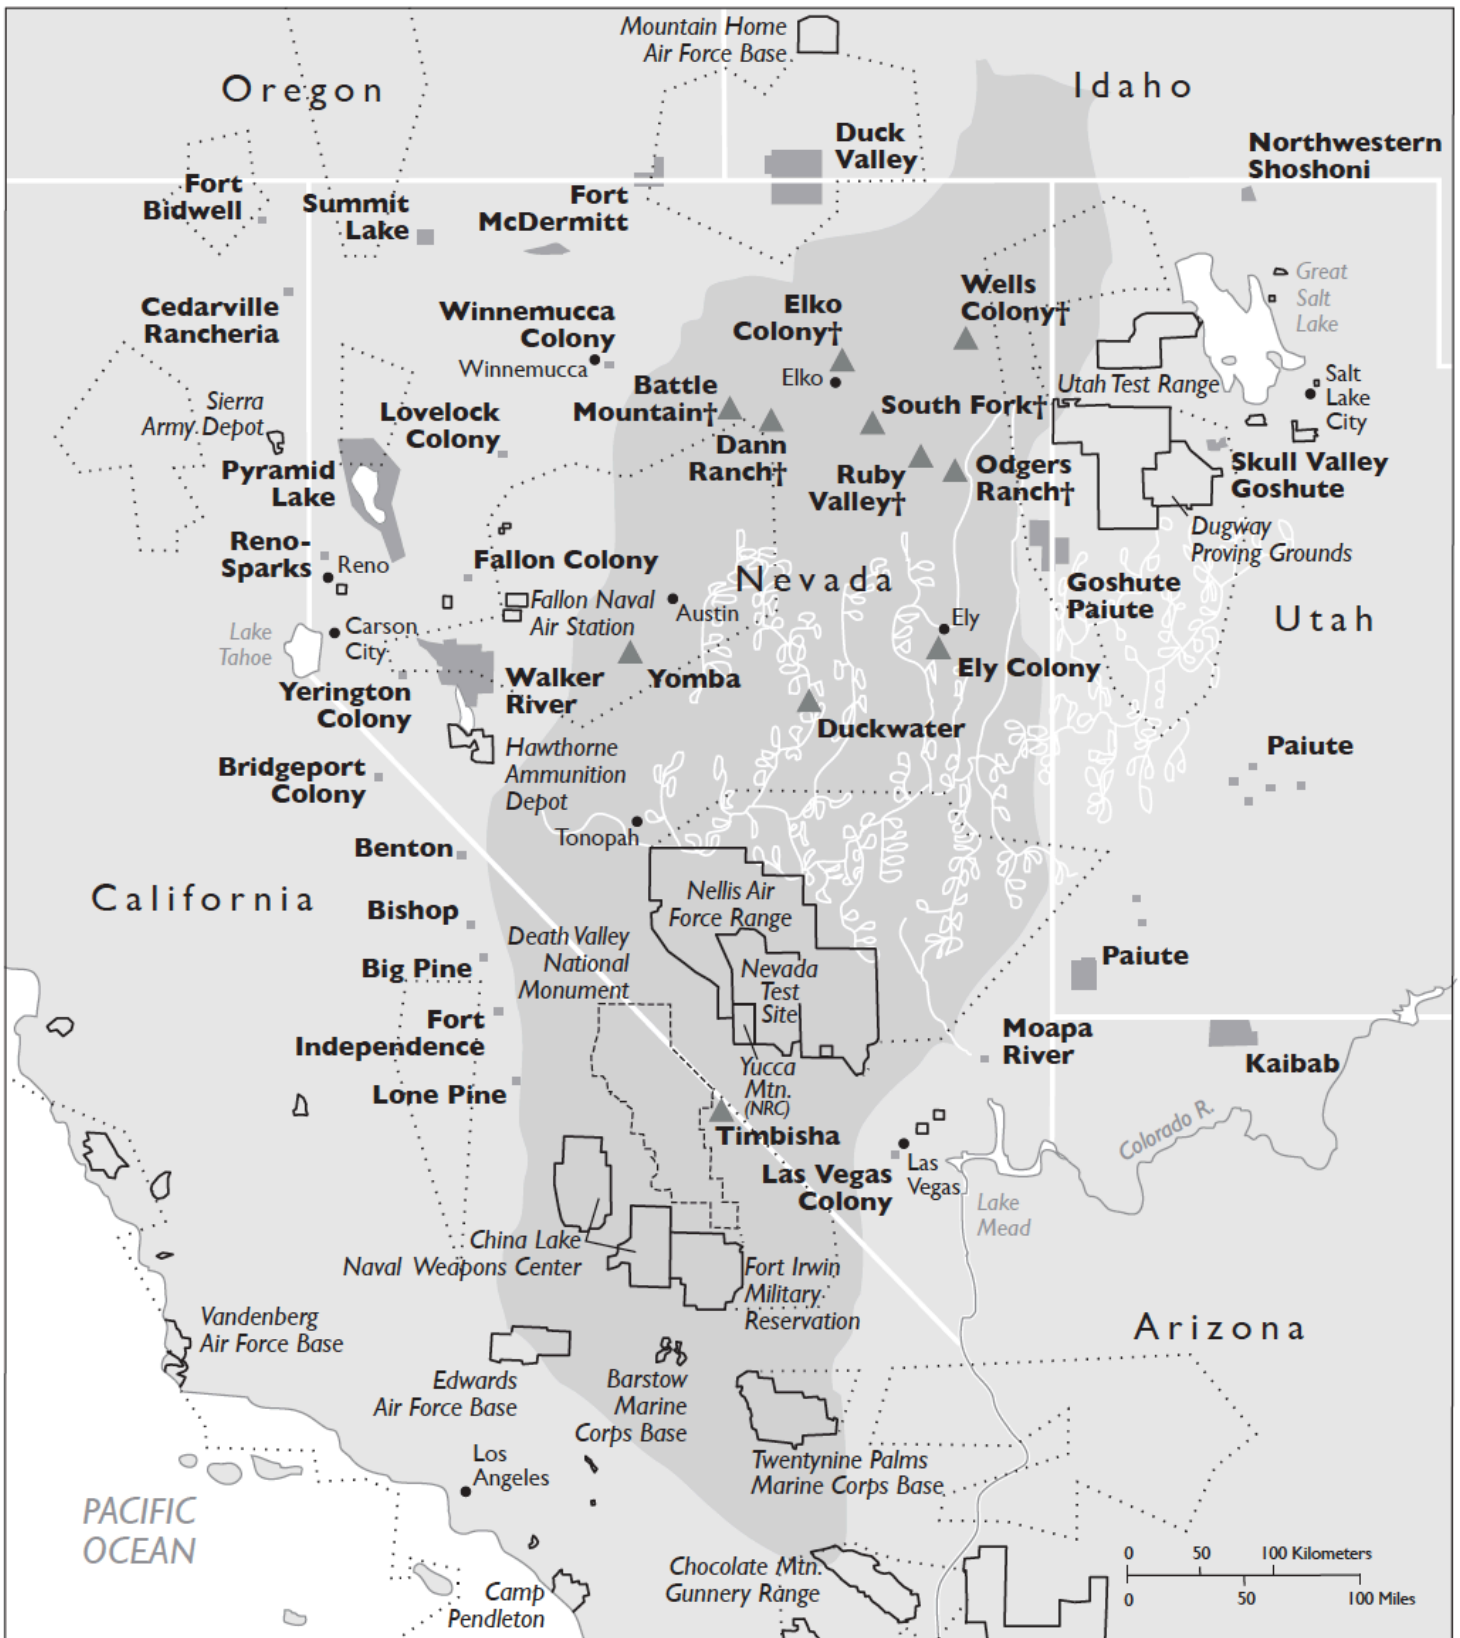 Mountain Home
Air Force Base
Oregon
Idaho
Duck
Valley
Northwestern
Shoshoni
Fort
Bidwell
Summit
Lake
Fort
McDermitt
Cedarville
Rancheria
Winnemucca
Colony
Winnemucca
Elko
Colony†
Elko
Wells
Colony†
Great
Salt
Lake
Utah Test Range
Salt
Lake
City
Sierra
Army Depot
Lovelock
Colony
Battle
Mountain†
Dann
Ranch†
South Fork†
Ruby
Valley†
Odgers
Ranch†
Skull Valley
Goshute
Pyramid
Lake
Dugway
Proving Grounds
Reno-
Sparks
Reno
Fallon Colony
Fallon Naval
Air Station
Austin
Nevada
Ely
Goshute
Paiute
Utah
Lake
Tahoe
Carson
City
Yerington
Colony
Walker
River
Yomba
Ely Colony
Duckwater
Hawthorne
Ammunition
Depot
Bridgeport
Colony
Paiute
Tonopah
Benton
California
Bishop
Nellis Air
Force Range
Death Valley
National
Monument
Big Pine
Nevada
Test
Site
Paiute
Fort
Independence
Moapa
River
Kaibab
Yucca
Mtn.
(NRC)
Lone Pine
Timbisha
Las Vegas
Colony
Las
Vegas
Colorado R.
Lake
Mead
China Lake
Naval Weapons Center
Fort Irwin
Military
Reservation
Vandenberg
Air Force Base
Arizona
Edwards
Air Force Base
Barstow
Marine
Corps Base
Los
Angeles
Twentynine Palms
Marine Corps Base
PACIFIC
OCEAN
Chocolate Mtn.
Gunnery Range
Camp
Pendleton
0 50 100 Kilometers
0 50 100 Miles